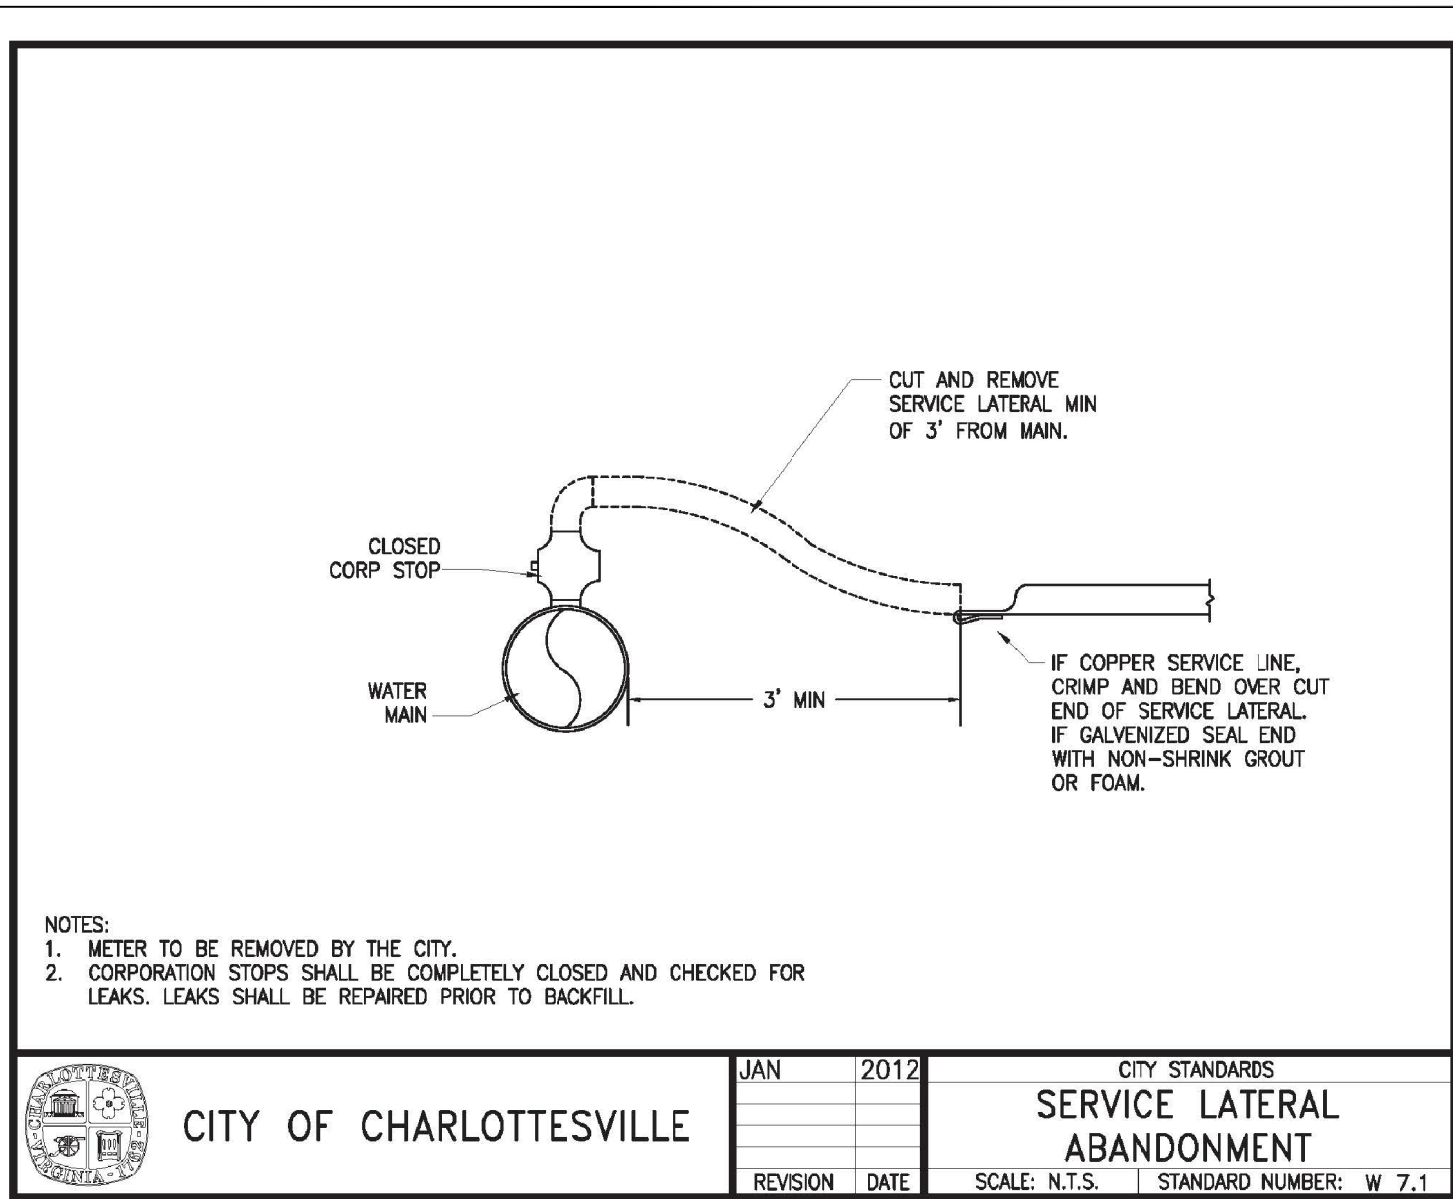 CUT AND REMOVE
SERVICE LATERAL MIN
OF 3' FROM MAIN.
CLOSED
CORP STOP
WATER
MAIN
3' MIN
IF COPPER SERVICE LINE,
CRIMP AND BEND OVER CUT
END OF SERVICE LATERAL.
IF GALVENIZED SEAL END
WITH NON-SHRINK GROUT
OR FOAM.
NOTES:
1. METER TO BE REMOVED BY THE CITY.
2. CORPORATION STOPS SHALL BE COMPLETELY CLOSED AND CHECKED FOR
LEAKS. LEAKS SHALL BE REPAIRED PRIOR TO BACKFILL.
CHARLOTTESVILLE
VIRGINIA - 1762
CITY OF CHARLOTTESVILLE
JAN 2012
REVISION DATE
CITY STANDARDS
SERVICE LATERAL
ABANDONMENT
SCALE: N.T.S. STANDARD NUMBER: W 7.1